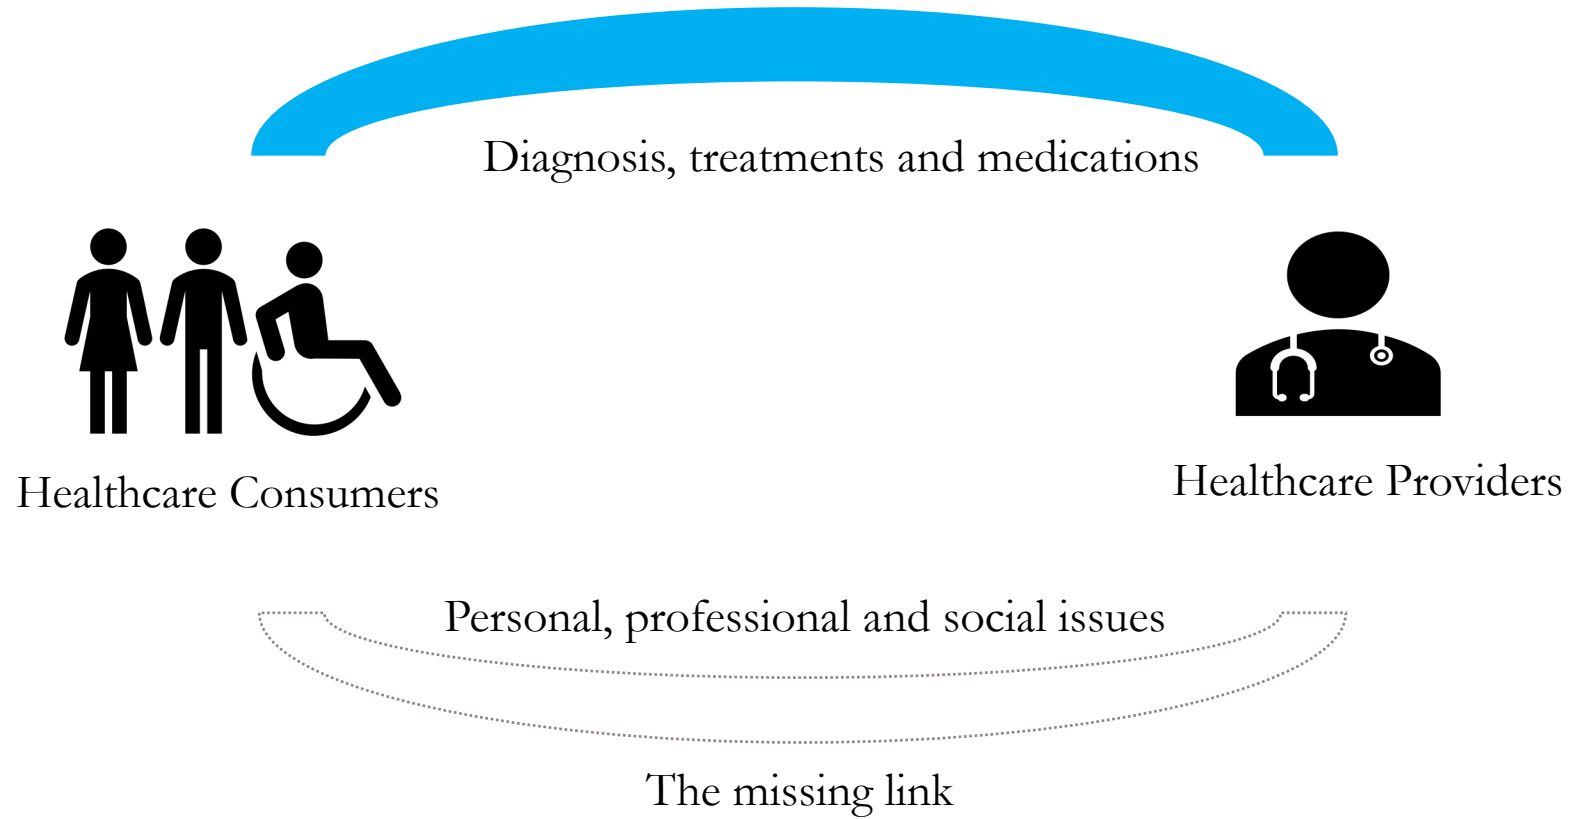 Diagnosis, treatments and medications
Healthcare Consumers
Healthcare Providers
Personal, professional and social issues
The missing link